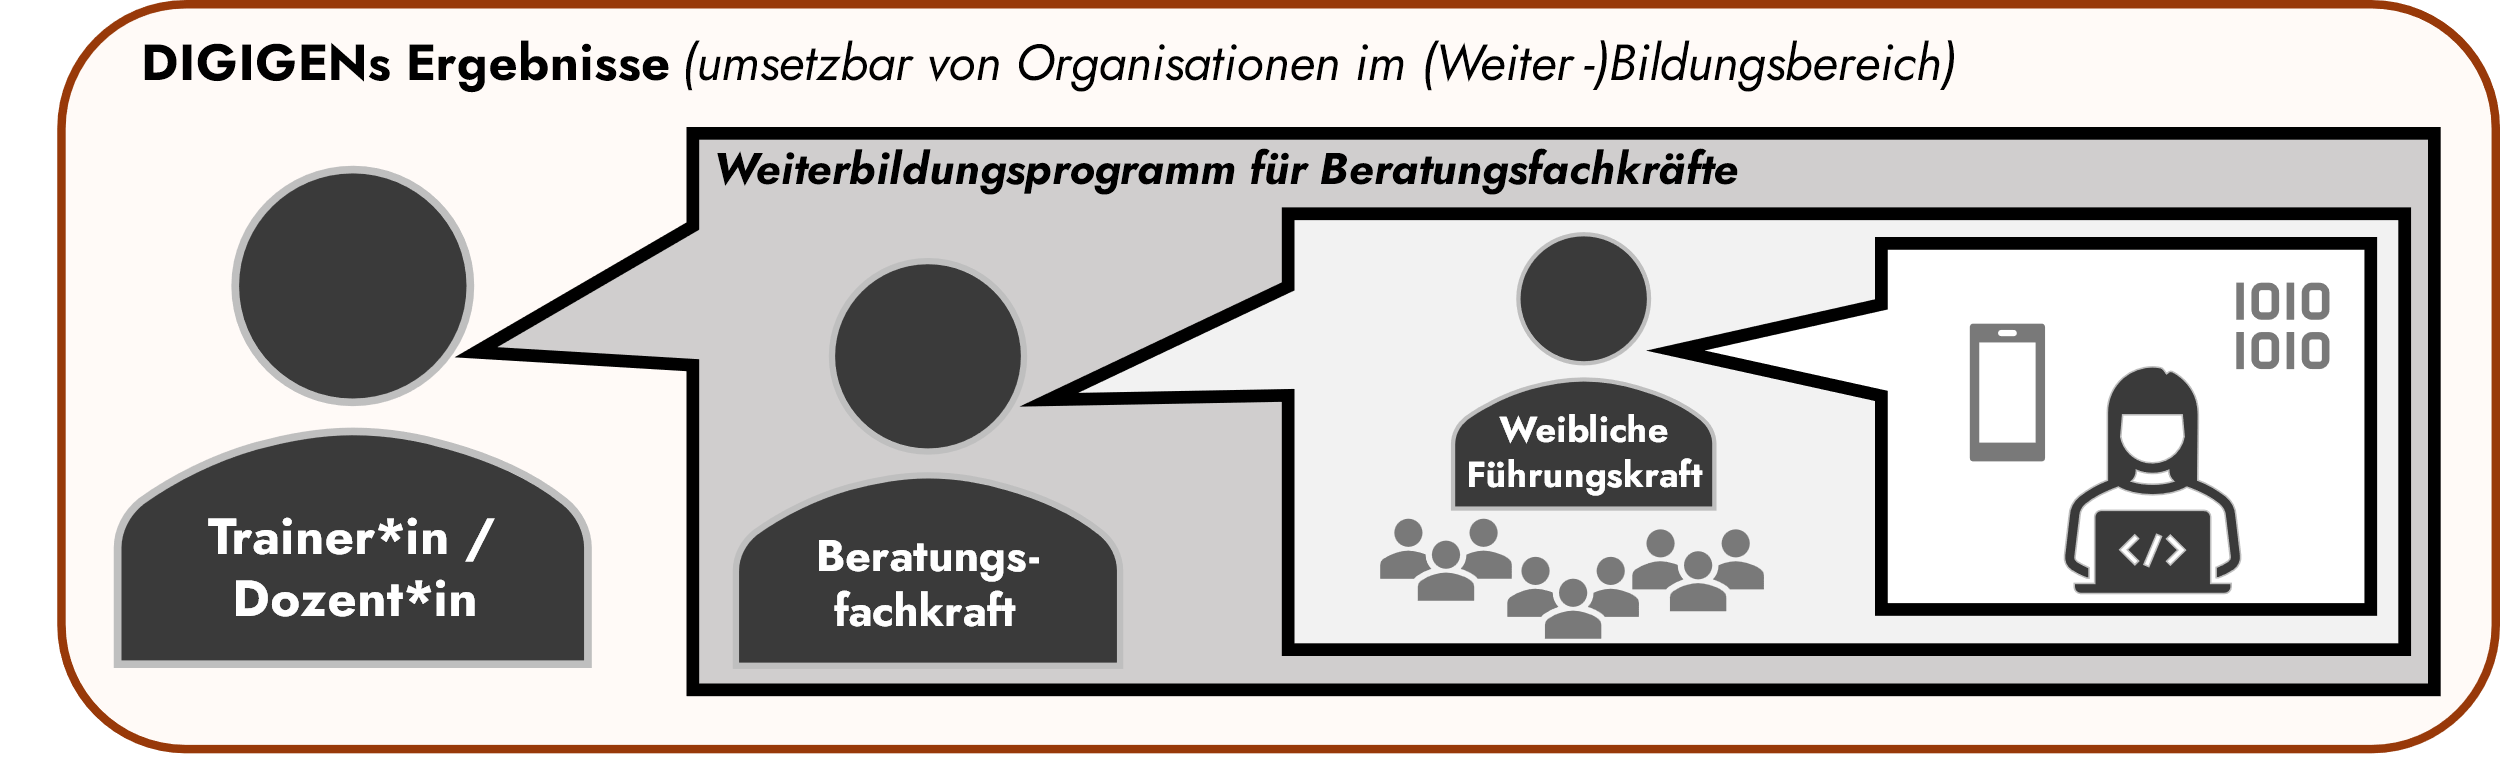 DIGIGENs Ergebnisse (umsetzbar von Organisationen im (Weiter-)Bildungsbereich)
Weiterbildungsprogramm für Beratungsfachkräfte
Trainer*in /
Dozent*in
Beratungs-
fachkraft
Weibliche
Führungskraft
1010
1010
</>